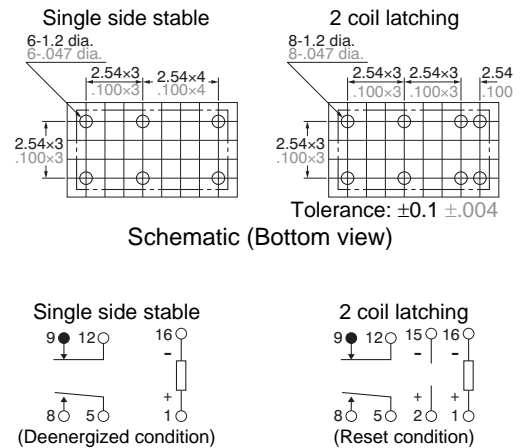 Single side stable
6-1.2 dia.
6-.047 dia.
2.54×3
.100×3
2.54×4
.100×4
2.54×3
.100×3
2 coil latching
8-1.2 dia.
8-.047 dia.
2.54×3
.100×3
2.54×3
.100×3
2.54
.100
2.54×3
.100×3
Tolerance: ±0.1 ±.004
Schematic (Bottom view)
Single side stable
9 12 16
-
+
8 5 1
(Deenergized condition)
2 coil latching
9 12 15 16
- -
+ +
8 5 2 1
(Reset condition)